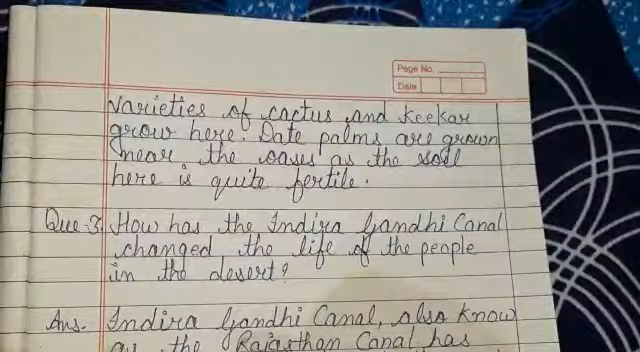 Page No.
Date
Varieties of cactus and keekar
grow here. Date palms are grown
near the oases as the soil
here is quite fertile.
Que-3. How has the Indira Gandhi Canal
changed the life of the people
in the desert?
Ans. Indira Gandhi Canal, also know
as the Rajasthan Canal has